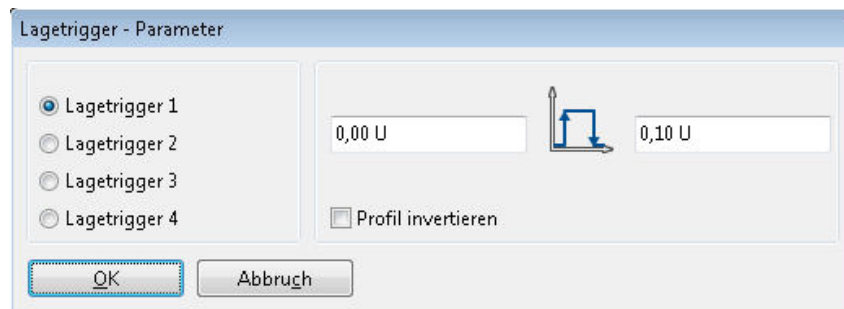 Lagetrigger - Parameter
Lagetrigger 1
Lagetrigger 2
Lagetrigger 3
Lagetrigger 4
0,00 U
0,10 U
Profil invertieren
OK
Abbruch